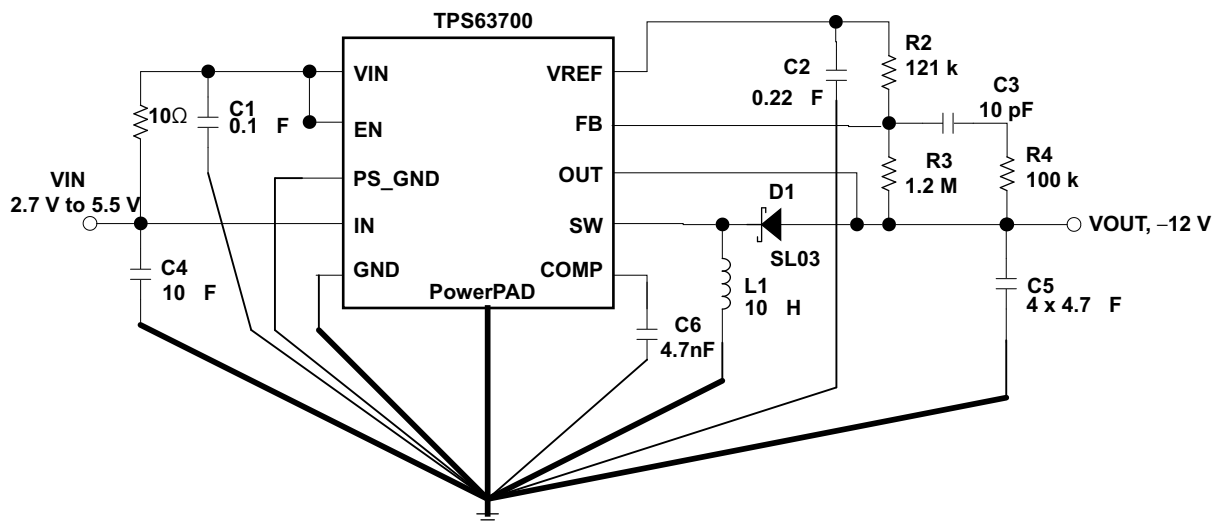 TPS63700
VIN
EN
PS_GND
IN
GND
VREF
FB
OUT
SW
COMP
PowerPAD
10Ω
C1
0.1 F
VIN
2.7 V to 5.5 V
C4
10 F
C2
0.22 F
R2
121 k
C3
10 pF
R3
1.2 M
R4
100 k
D1
SL03
VOUT, –12 V
L1
10 H
C6
4.7nF
C5
4 x 4.7 F